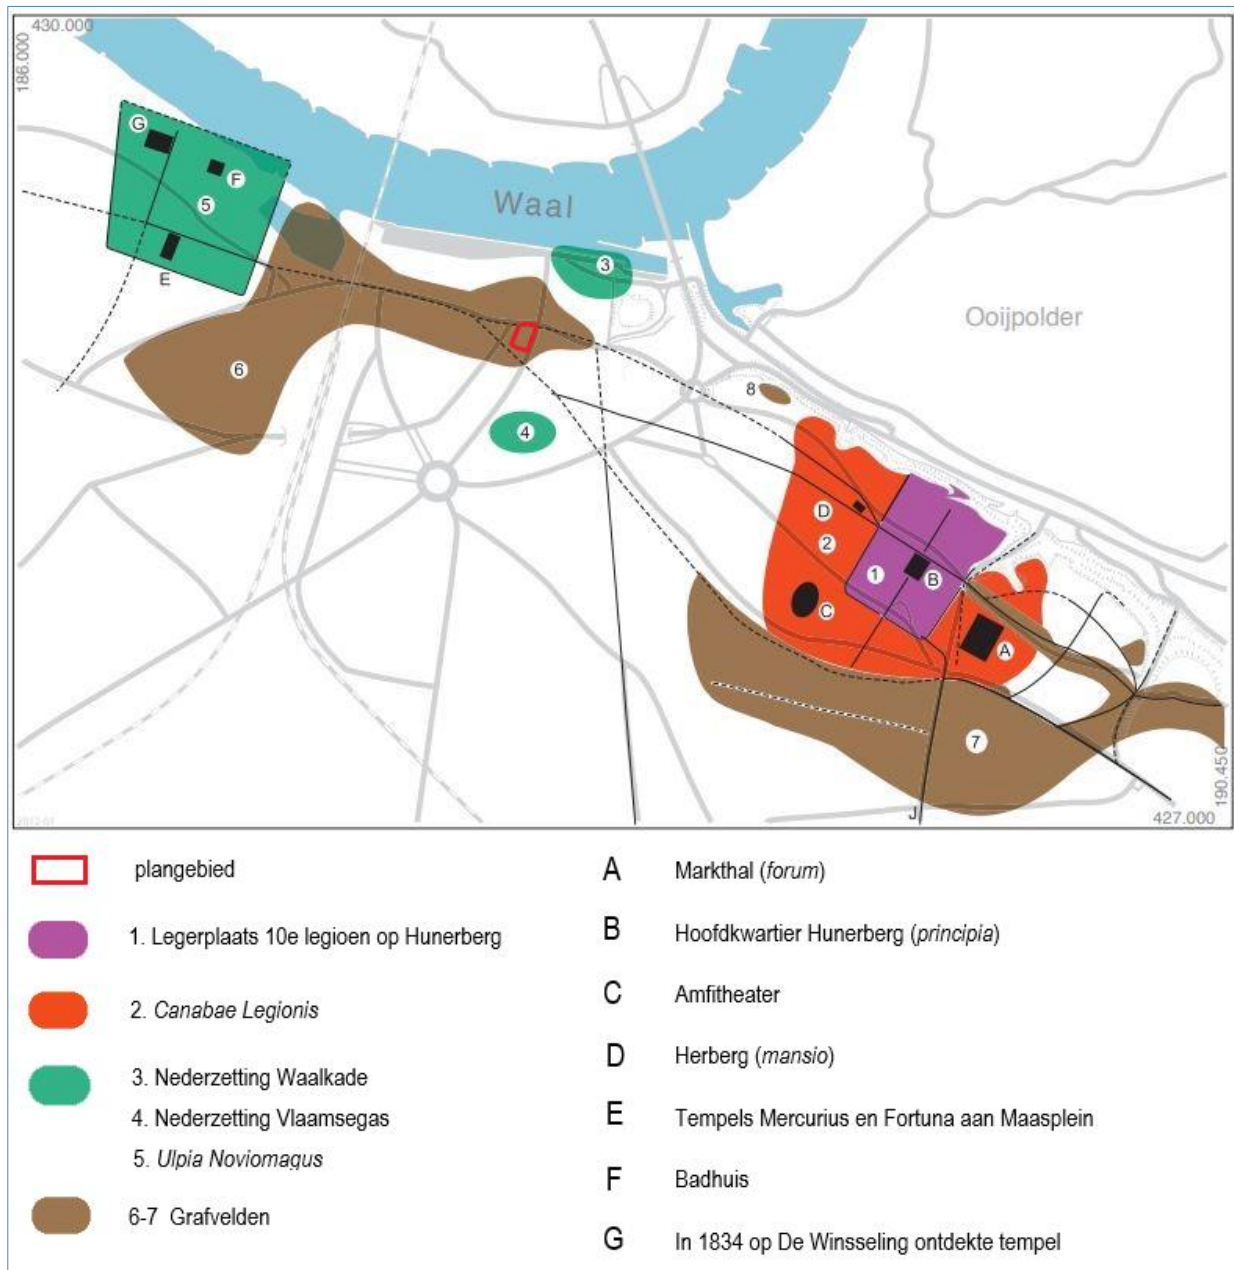 430.000
186.000
G
F
5
E
Waal
3
Ooijpolder
6
8
4
D
2
1
B
C
A
7
J
190.450
427.000
plangebied
1. Legerplaats 10e legioen op Hunerberg
2. Canabae Legionis
3. Nederzetting Waalkade
4. Nederzetting Vlaamsegas
5. Ulpia Noviomagus
6-7 Grafvelden
A Markthal (forum)
B Hoofdkwartier Hunerberg (principia)
C Amfitheater
D Herberg (mansio)
E Tempels Mercurius en Fortuna aan Maasplein
F Badhuis
G In 1834 op De Winsseling ontdekte tempel